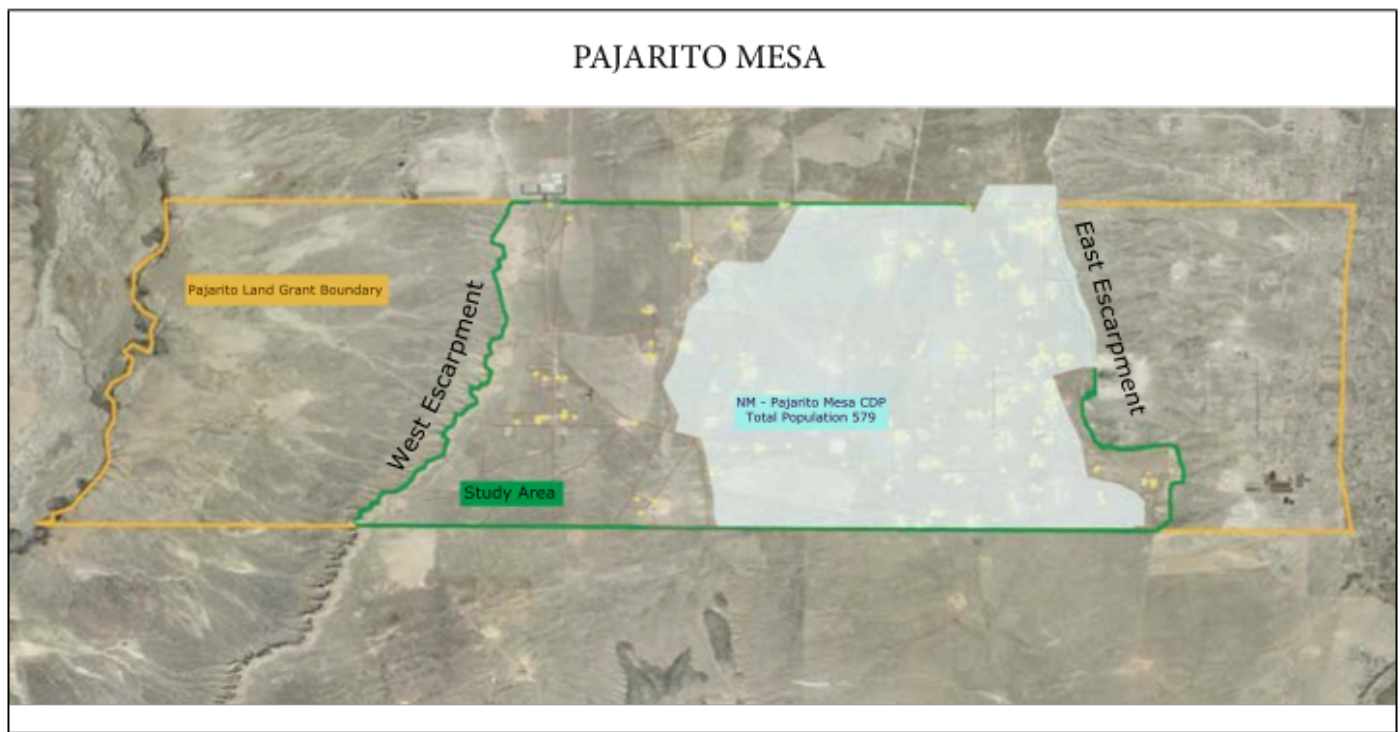 PAJARITO MESA
Pajarito Land Grant Boundary
West Escarpment
East Escarpment
NM - Pajarito Mesa CDP
Total Population 579
Study Area